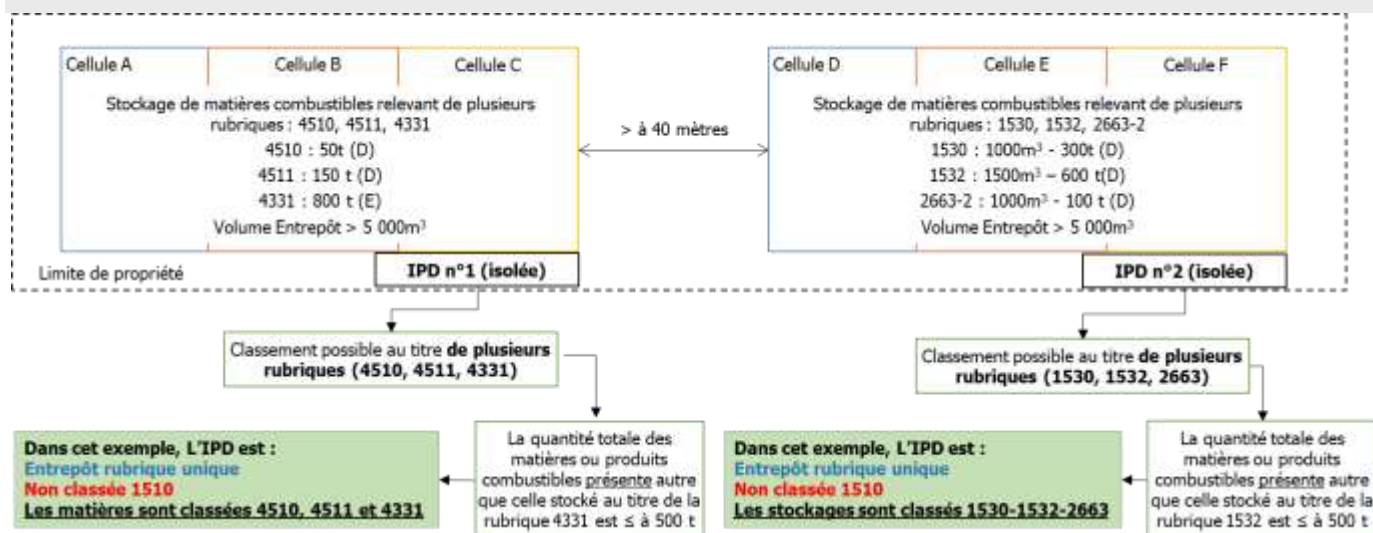 Cellule A
Cellule B
Cellule C
Stockage de matières combustibles relevant de plusieurs
rubriques : 4510, 4511, 4331
4510 : 50t (D)
4511 : 150 t (D)
4331 : 800 t (E)
Volume Entrepôt > 5 000m³
> à 40 mètres
Cellule D
Cellule E
Cellule F
Stockage de matières combustibles relevant de plusieurs
rubriques : 1530, 1532, 2663-2
1530 : 1000m³ - 300t (D)
1532 : 1500m³ – 600 t(D)
2663-2 : 1000m³ - 100 t (D)
Volume Entrepôt > 5 000m³
Limite de propriété
IPD n°1 (isolée)
IPD n°2 (isolée)
Classement possible au titre de plusieurs
rubriques (4510, 4511, 4331)
Classement possible au titre de plusieurs
rubriques (1530, 1532, 2663)
Dans cet exemple, L'IPD est :
Entrepôt rubrique unique
Non classée 1510
Les matières sont classées 4510, 4511 et 4331
La quantité totale des
matières ou produits
combustibles présente autre
que celle stocké au titre de la
rubrique 4331 est ≤ à 500 t
Dans cet exemple, L'IPD est :
Entrepôt rubrique unique
Non classée 1510
Les stockages sont classés 1530-1532-2663
La quantité totale des
matières ou produits
combustibles présente autre
que celle stocké au titre de la
rubrique 1532 est ≤ à 500 t